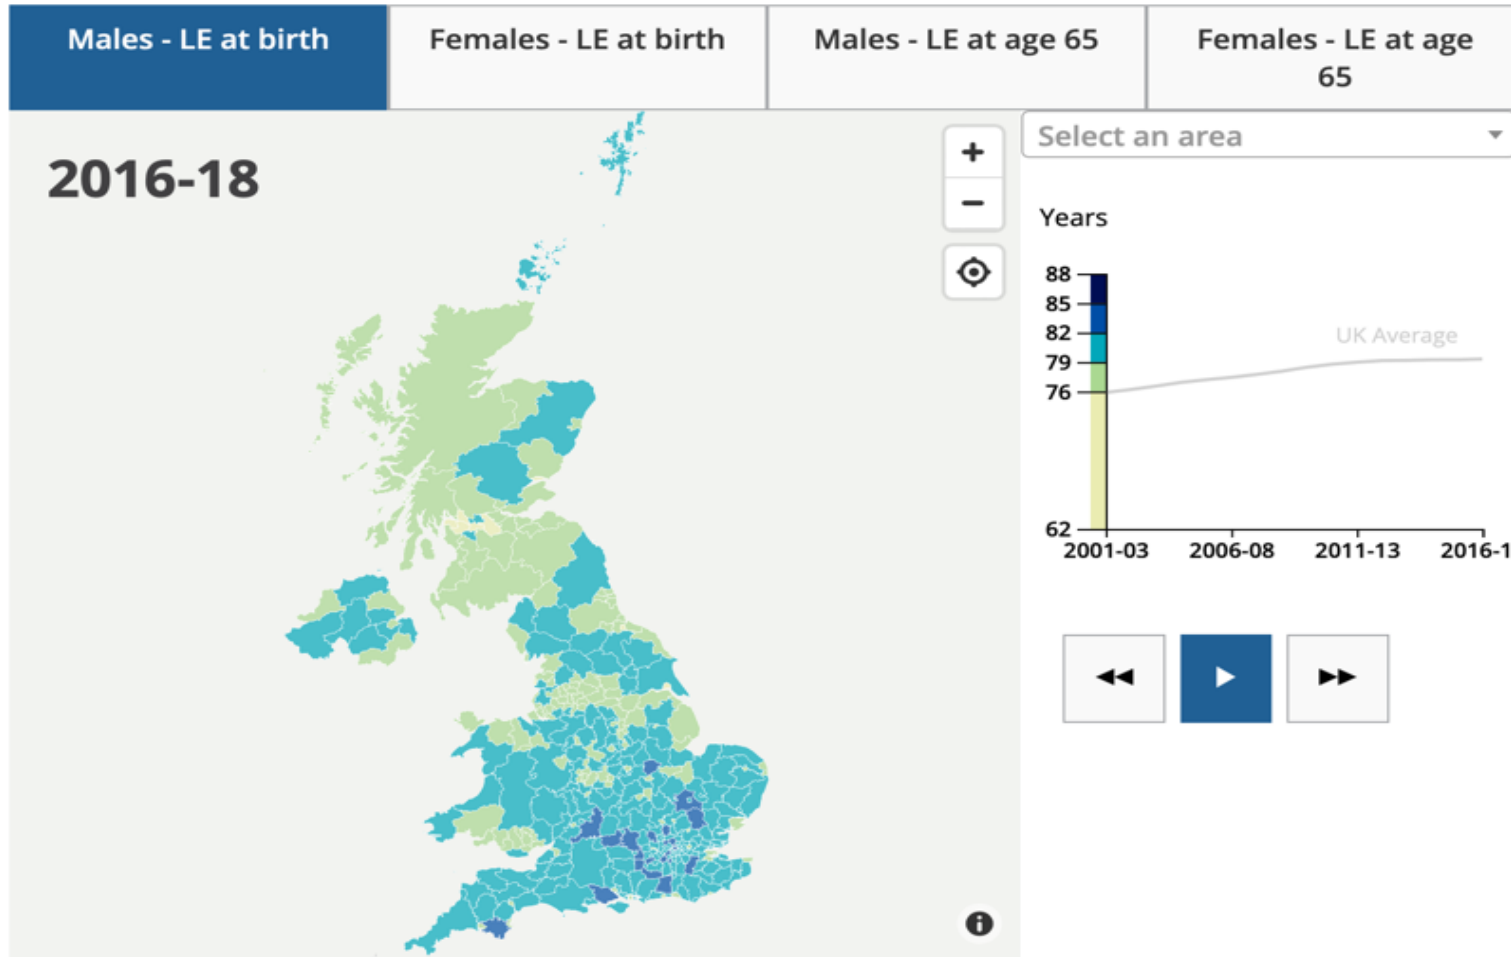 Males - LE at birth
Females - LE at birth
Males - LE at age 65
Females - LE at age
65
2016-18
Select an area
Years
88
85
82
79
76
62
UK Average
2001-03
2006-08
2011-13
2016-1